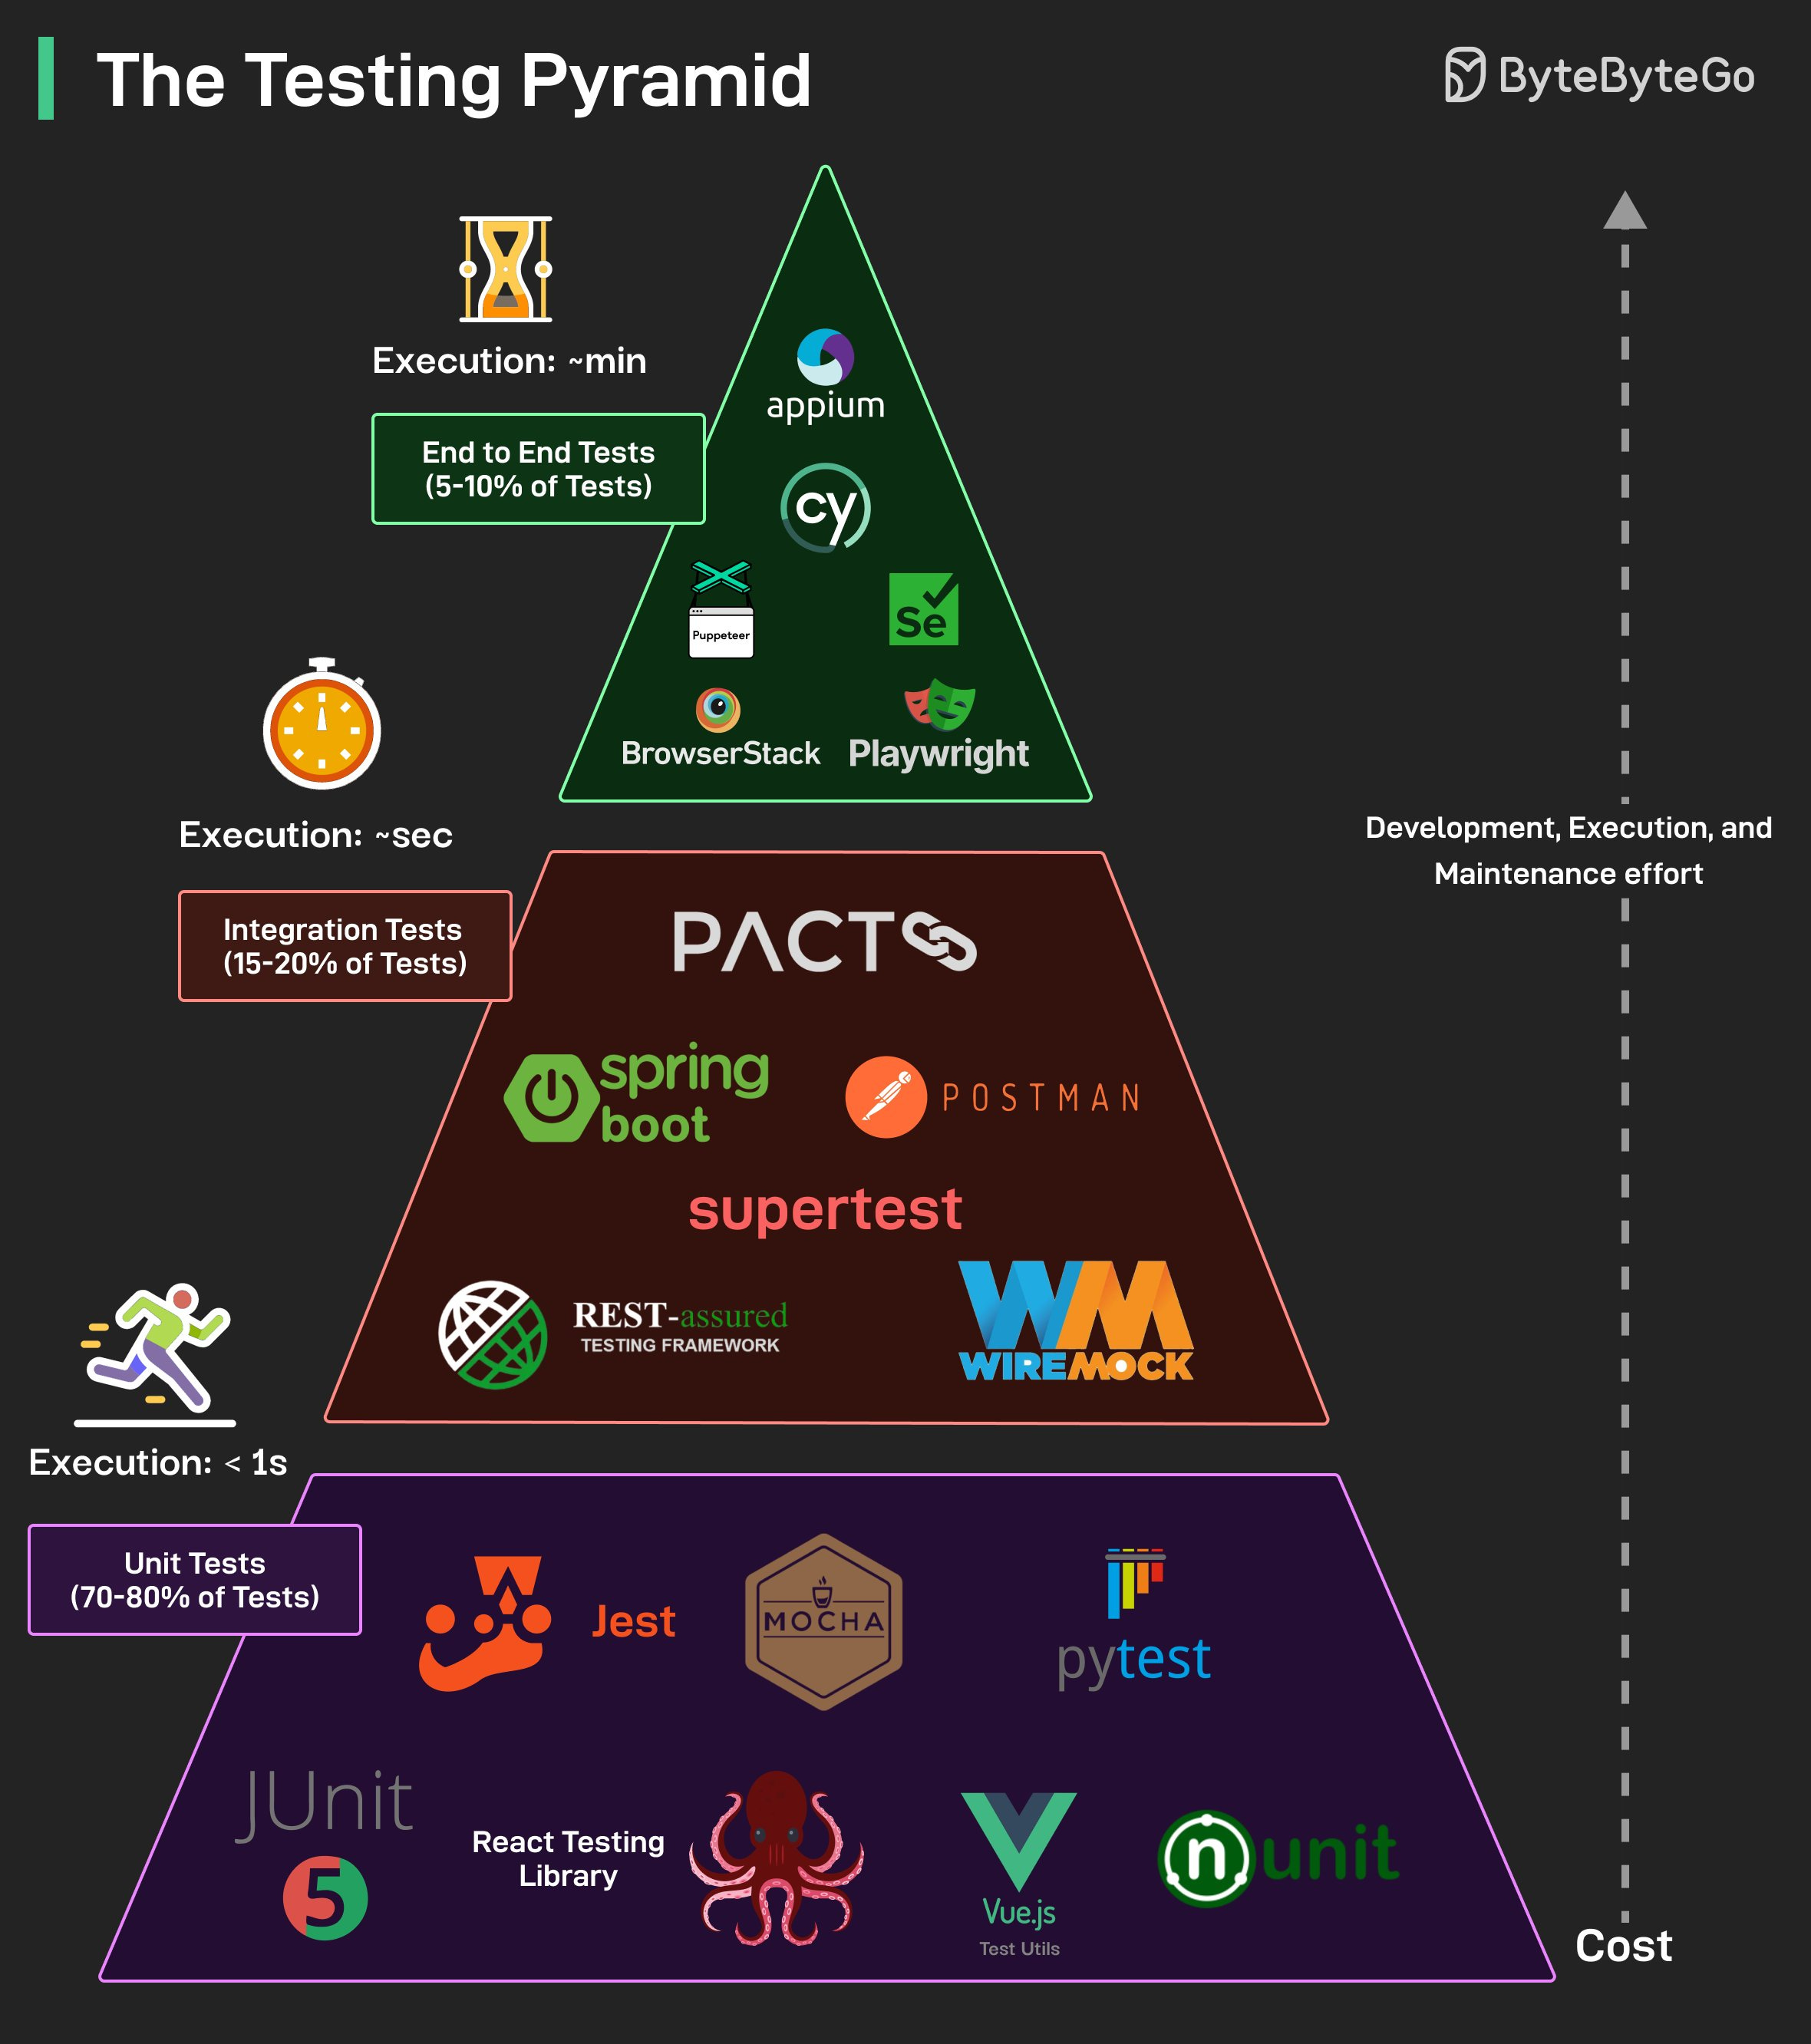 The Testing Pyramid
ByteByteGo
Execution: ~min
End to End Tests
(5-10% of Tests)
appium
cy
Puppeteer
Se
BrowserStack
Playwright
Execution: ~sec
Development, Execution, and
Maintenance effort
Integration Tests
(15-20% of Tests)
PACT
spring
boot
POSTMAN
supertest
REST-assured
TESTING FRAMEWORK
WM
WIREMOCK
Execution: < 1s
Unit Tests
(70-80% of Tests)
Jest
MOCHA
pytest
JUnit
5
React Testing
Library
Vue.js
Test Utils
n unit
Cost